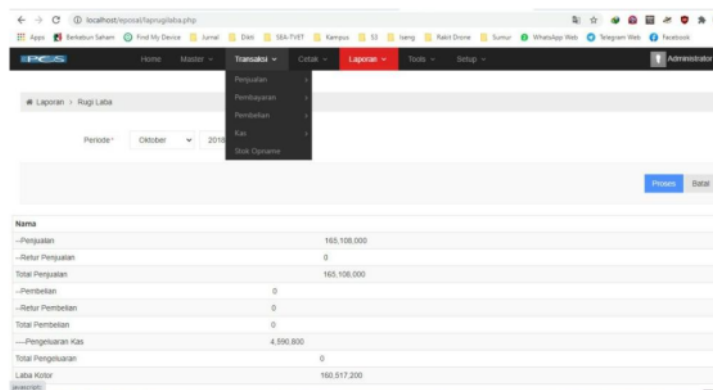 localhost/eposal/laprugilaba.php
Apps Berkebun Saham Find My Device Jurnal Dikti SEA-TVET Kampus S3 Iseng Rakit Drone Sumur WhatsApp Web Telegram Web Facebook
Home Master Transaksi Cetak Laporan Tools Setup Administrator
Penjualan
Pembayaran
Pembelian
Kas
Stok Opname
Laporan > Rugi Laba
Periode* Oktober 2018
Proses Batal
Nama
--Penjualan 165,108,000
--Retur Penjualan 0
Total Penjualan 165,108,000
--Pembelian 0
--Retur Pembelian 0
Total Pembelian 0
----Pengeluaran Kas 4,590,800
Total Pengeluaran 0
Laba Kotor 160,517,200